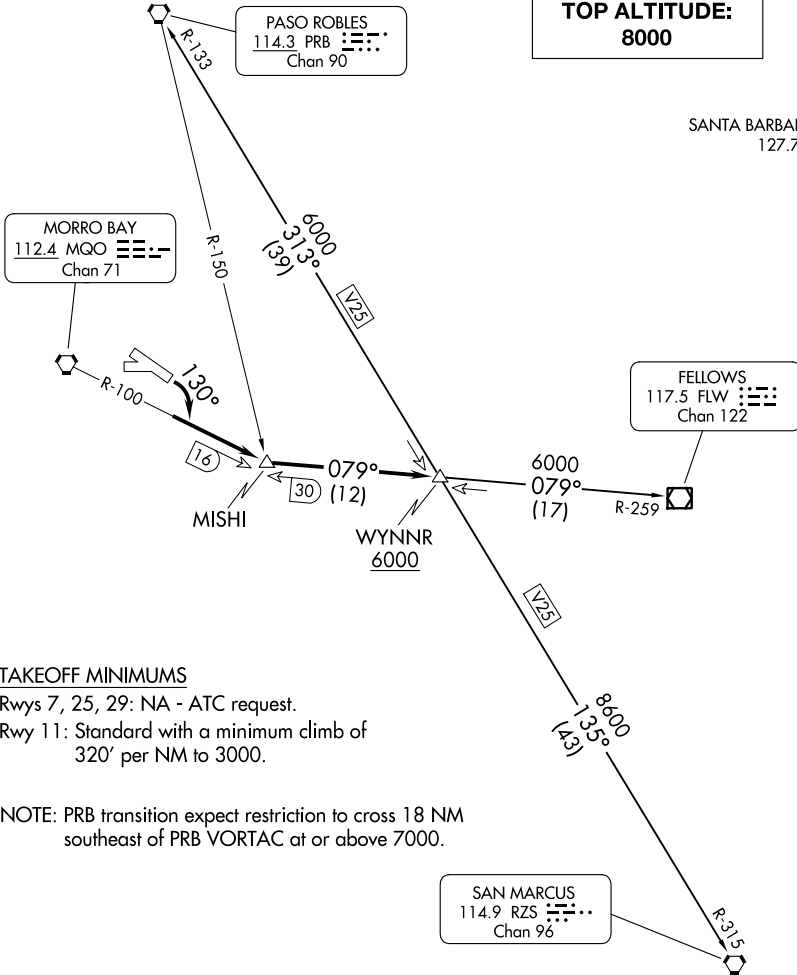 TOP ALTITUDE:
8000
PASO ROBLES
114.3 PRB
Chan 90
R-133
SANTA BARBA
127.7
6000
313°
(39)
V25
R-150
MORRO BAY
112.4 MQO
Chan 71
R-100
130°
FELLOWS
117.5 FLW
Chan 122
16
30
079°
(12)
MISHI
WYNNR
6000
6000
079°
(17)
R-259
V25
8600
135°
(43)
TAKEOFF MINIMUMS
Rwys 7, 25, 29: NA - ATC request.
Rwy 11: Standard with a minimum climb of
320' per NM to 3000.
NOTE: PRB transition expect restriction to cross 18 NM
southeast of PRB VORTAC at or above 7000.
SAN MARCUS
114.9 RZS
Chan 96
R-315